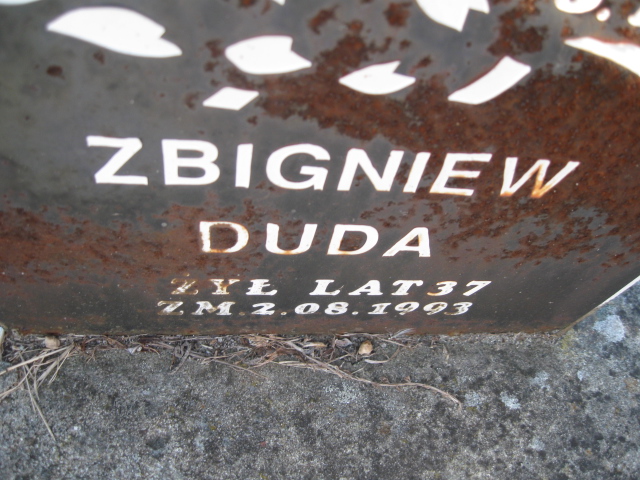 ZBIGNIEW
DUDA
ŻYŁ LAT 37
ZM. 2.08.1993